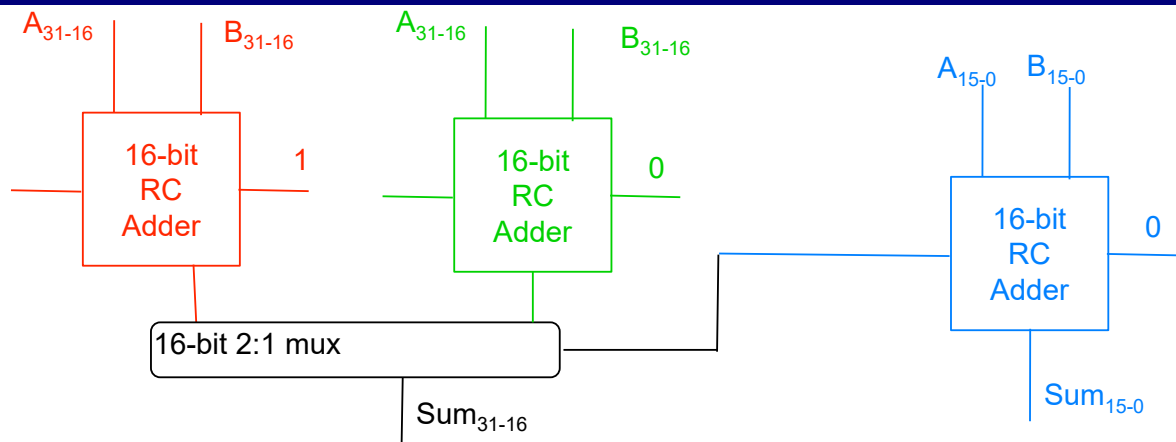 A31-16
B31-16
16-bit
RC
Adder
1
A31-16
B31-16
16-bit
RC
Adder
0
A15-0
B15-0
16-bit
RC
Adder
0
16-bit 2:1 mux
Sum31-16
Sum15-0